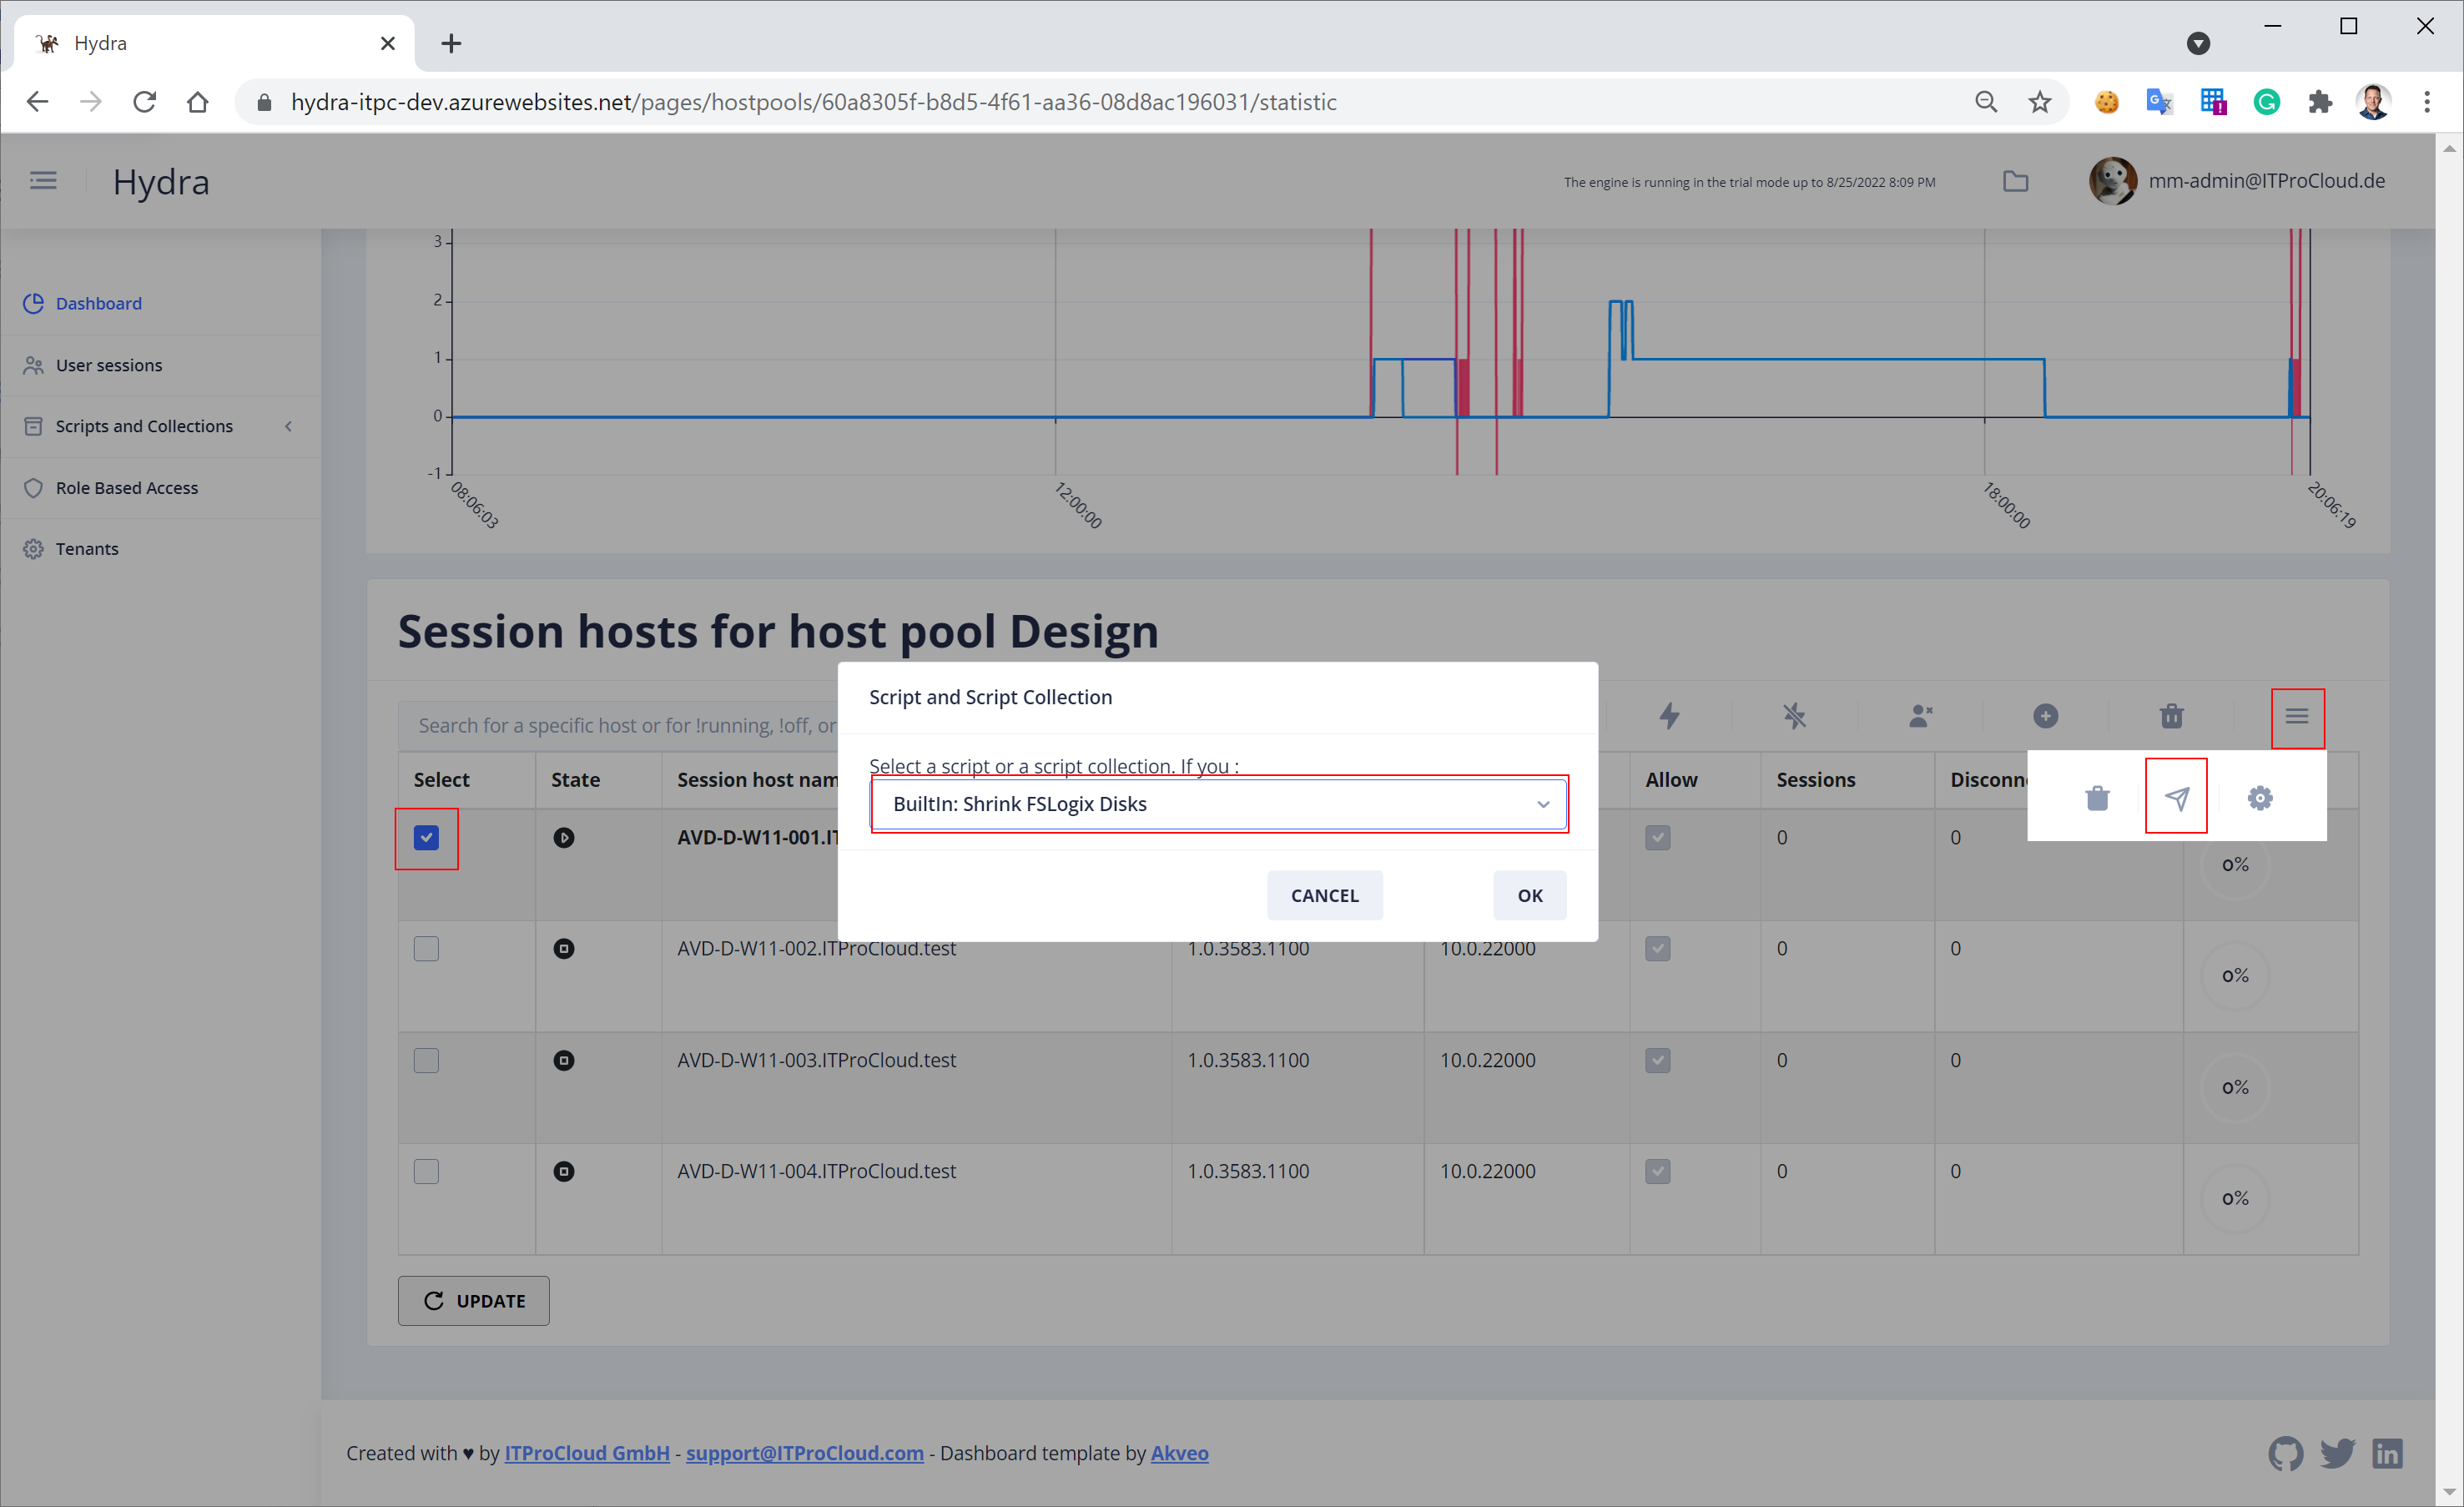 Hydra
hydra-itpc-dev.azurewebsites.net/pages/hostpools/60a8305f-b8d5-4f61-aa36-08d8ac196031/statistic
Hydra
The engine is running in the trial mode up to 8/25/2022 8:09 PM
mm-admin@ITProCloud.de
Dashboard
User sessions
Scripts and Collections
Role Based Access
Tenants
3
2
1
0
-1
08:06:03
12:00:00
18:00:00
20:06:19
Session hosts for host pool Design
Search for a specific host or for !running, !off, or
Script and Script Collection
Select a script or a script collection. If you :
BuiltIn: Shrink FSLogix Disks
CANCEL
OK
Select State Session host nam Allow Sessions Disconn
AVD-D-W11-001.IT 0 0 0%
AVD-D-W11-002.ITProCloud.test 1.0.3583.1100 10.0.22000 0 0 0%
AVD-D-W11-003.ITProCloud.test 1.0.3583.1100 10.0.22000 0 0 0%
AVD-D-W11-004.ITProCloud.test 1.0.3583.1100 10.0.22000 0 0 0%
UPDATE
Created with ♥ by ITProCloud GmbH - support@ITProCloud.com - Dashboard template by Akveo